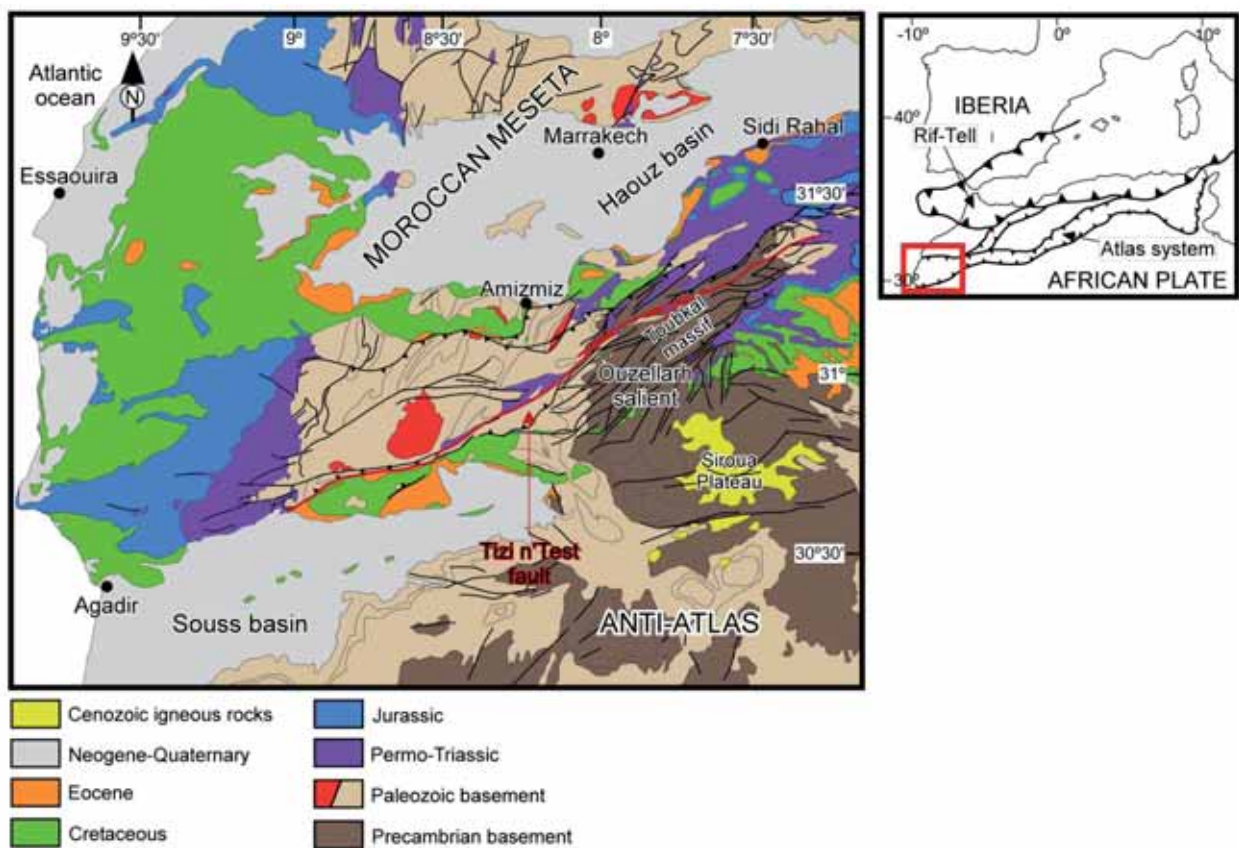 9°30' 9° 8°30' 8° 7°30'
Atlantic
ocean
N
Essaouira
MOROCCAN MESETA
Marrakech
Haouz basin
Sidi Rahal
31°30'
Amizmiz
Toubkal
massif
Ouzellarh
salient
31°
Siroua
Plateau
Tizi n'Test
fault
30°30'
Agadir
Souss basin
ANTI-ATLAS
-10° 0° 10°
IBERIA
40°
Rif-Tell
Atlas system
30°
AFRICAN PLATE
Cenozoic igneous rocks
Neogene-Quaternary
Eocene
Cretaceous
Jurassic
Permo-Triassic
Paleozoic basement
Precambrian basement